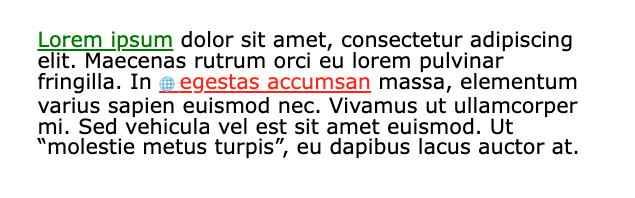 Lorem ipsum dolor sit amet, consectetur adipiscing
elit. Maecenas rutrum orci eu lorem pulvinar
fringilla. In egestas accumsan massa, elementum
varius sapien euismod nec. Vivamus ut ullamcorper
mi. Sed vehicula vel est sit amet euismod. Ut
“molestie metus turpis”, eu dapibus lacus auctor at.